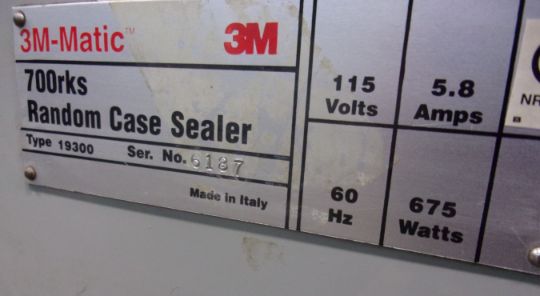 3M-Matic™ 3M
700rks
Random Case Sealer
Type 19300 Ser. No. 6187
Made in Italy
115 Volts
5.8 Amps
60 Hz
675 Watts
NR